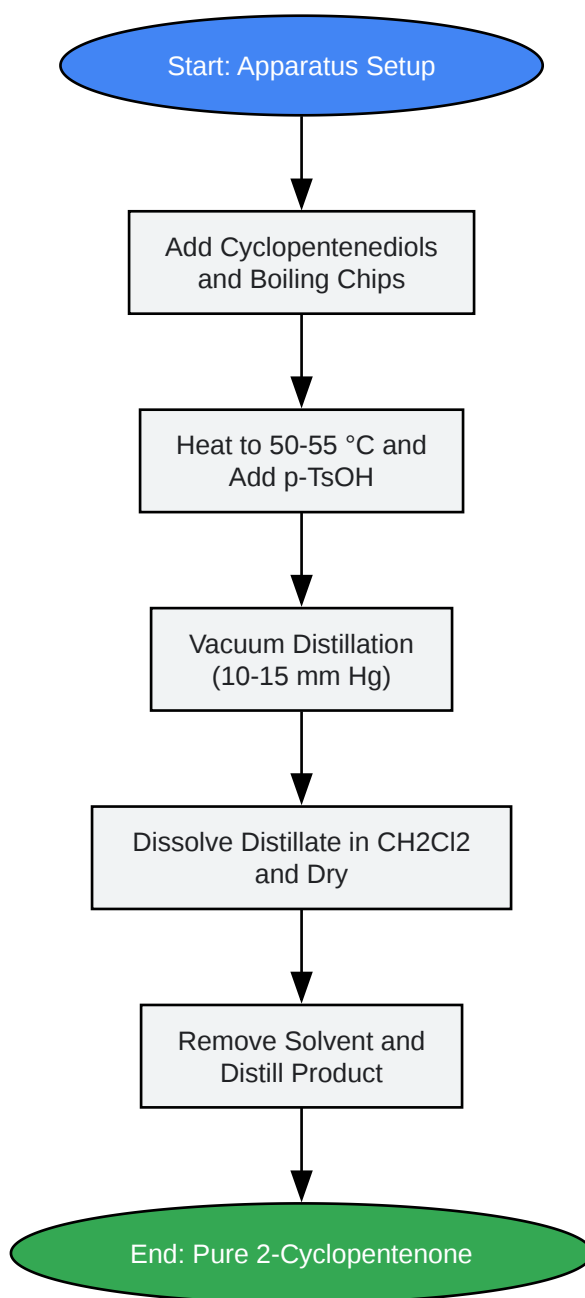 Start: Apparatus Setup
Add Cyclopentenediols
and Boiling Chips
Heat to 50-55 °C and
Add p-TsOH
Vacuum Distillation
(10-15 mm Hg)
Dissolve Distillate in CH2Cl2
and Dry
Remove Solvent and
Distill Product
End: Pure 2-Cyclopentenone